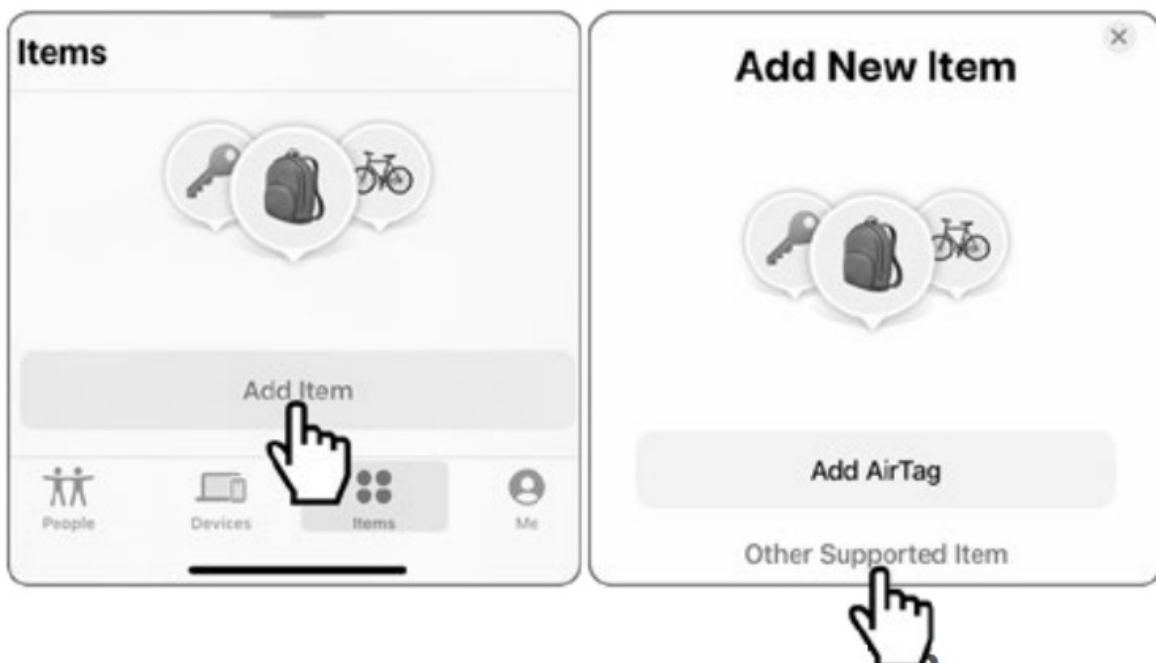 Items
Add Item
People
Devices
Items
Me
Add New Item
Add AirTag
Other Supported Item